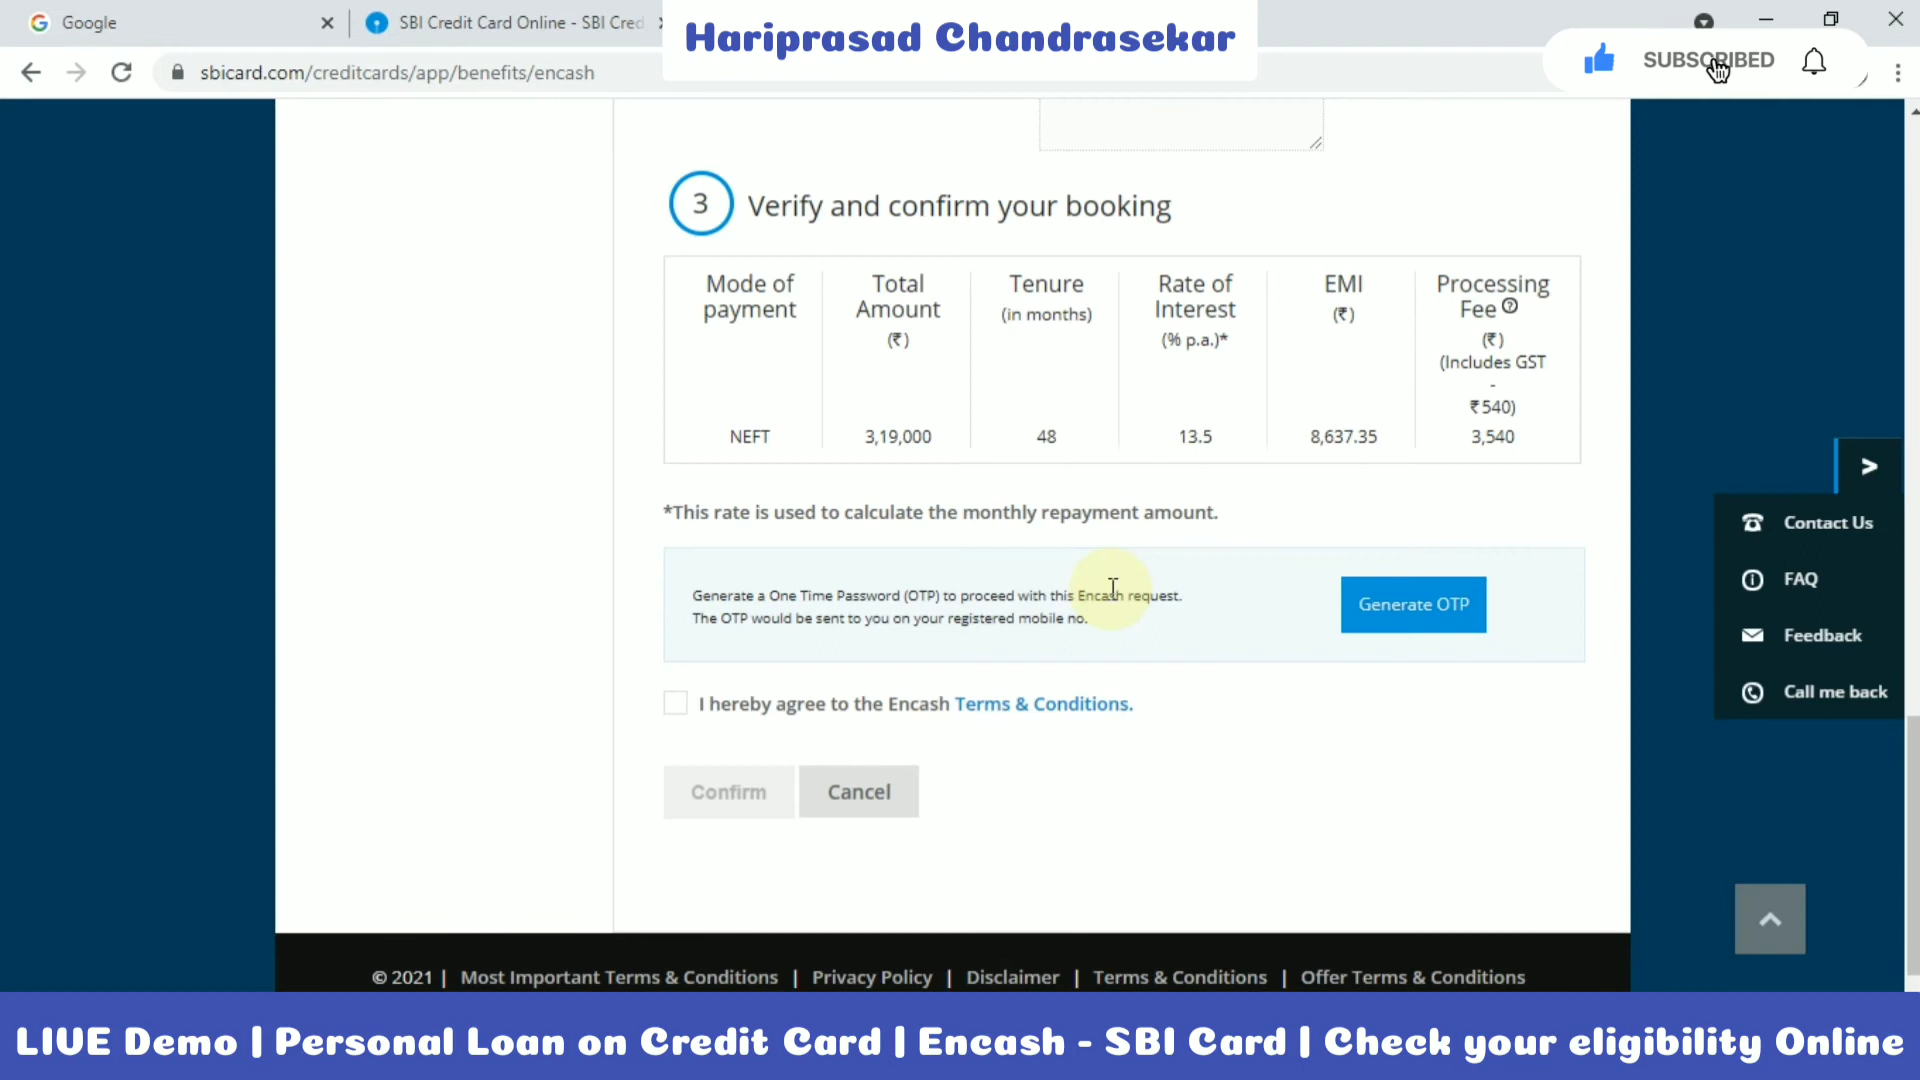 Google
SBI Credit Card Online - SBI Cred
Hariprasad Chandrasekar
SUBSCRIBED
sbicard.com/creditcards/app/benefits/encash
3 Verify and confirm your booking
Mode of payment
Total Amount (₹)
Tenure (in months)
Rate of Interest (% p.a.)*
EMI (₹)
Processing Fee ? (₹) (Includes GST - ₹540)
NEFT 3,19,000 48 13.5 8,637.35 3,540
*This rate is used to calculate the monthly repayment amount.
Generate a One Time Password (OTP) to proceed with this Encash request.
The OTP would be sent to you on your registered mobile no.
Generate OTP
I hereby agree to the Encash Terms & Conditions.
Confirm Cancel
>
Contact Us
FAQ
Feedback
Call me back
© 2021 | Most Important Terms & Conditions | Privacy Policy | Disclaimer | Terms & Conditions | Offer Terms & Conditions
LIVE Demo | Personal Loan on Credit Card | Encash - SBI Card | Check your eligibility Online